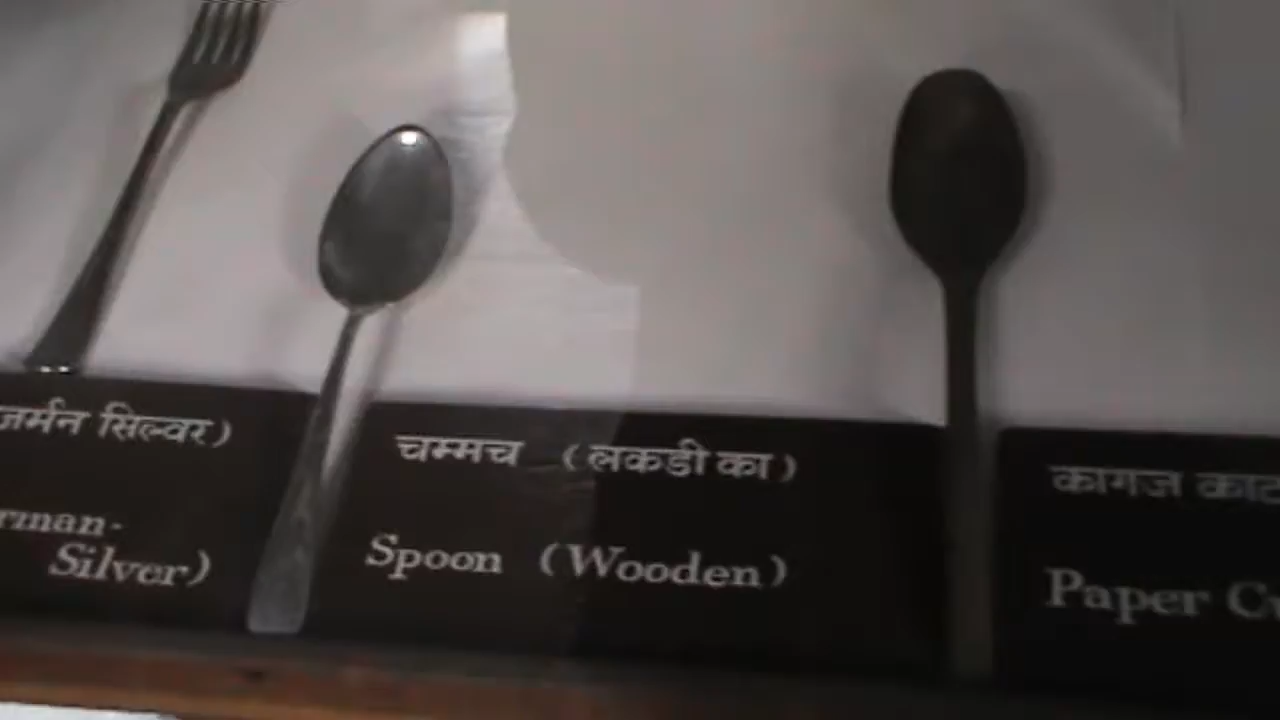 जर्मन सिल्वर)
Silver)
चम्मच (लकडी का)
Spoon (Wooden)
कागज
Paper